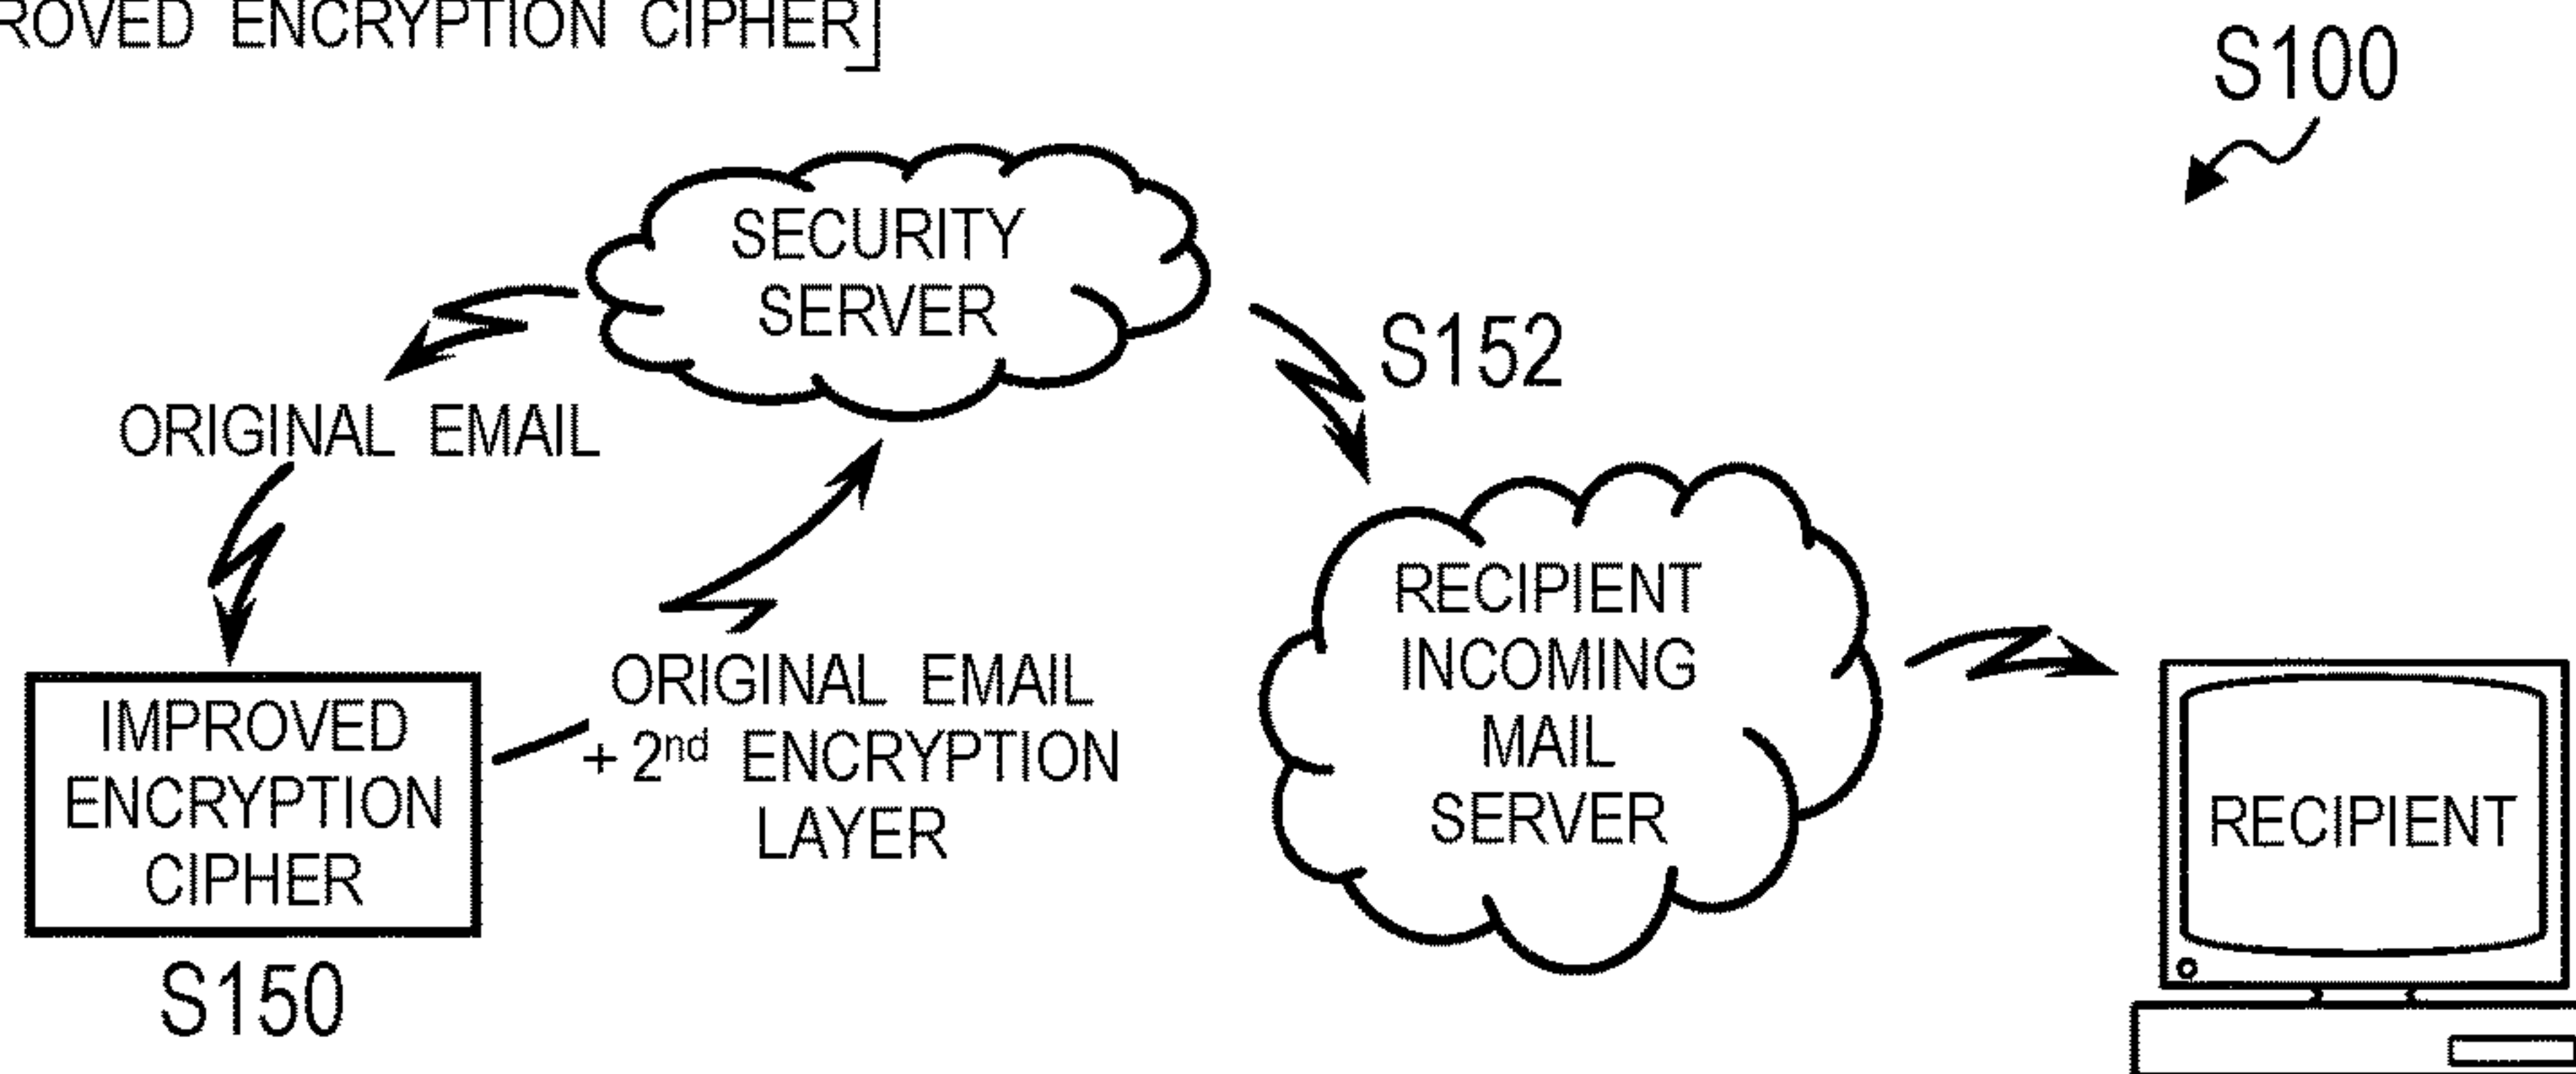 ROVED ENCRYPTION CIPHER]
S100
SECURITY
SERVER
S152
ORIGINAL EMAIL
RECIPIENT
INCOMING
MAIL
SERVER
ORIGINAL EMAIL
+ 2nd ENCRYPTION
LAYER
IMPROVED
ENCRYPTION
CIPHER
RECIPIENT
S150